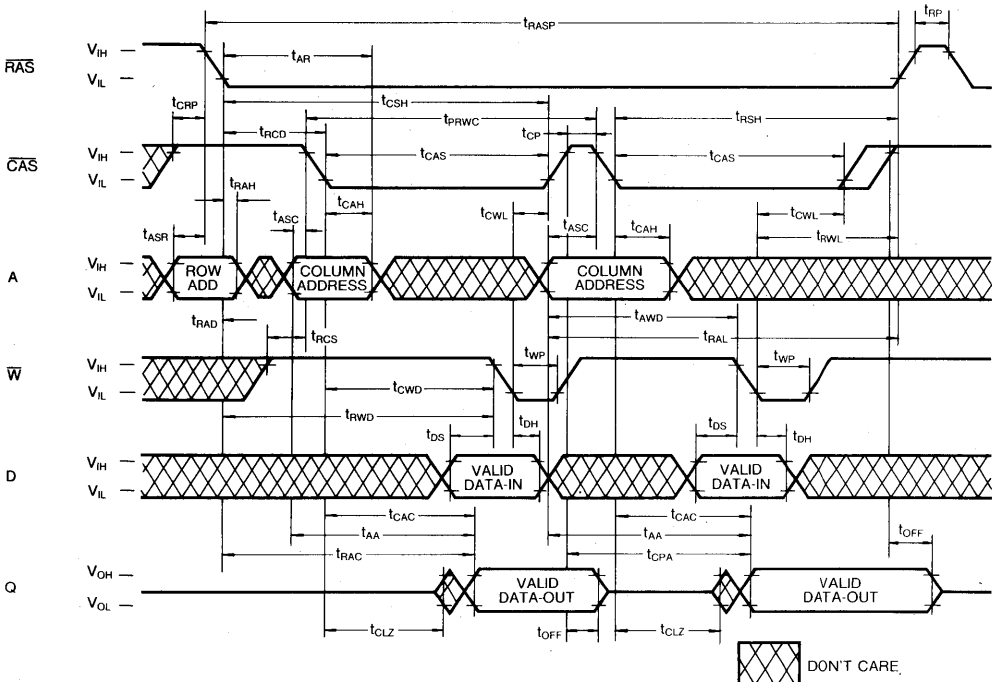 tRASP
tRP
RAS
VIH
VIL
tAR
tCSH
tCRP
tPRWC
tRCD
tCP
tRSH
CAS
VIH
VIL
tCAS
tCAS
tRAH
tCAH
tASR
tASC
tCWL
tASC
tCAH
tCWL
tRWL
A
VIH
VIL
ROW ADD
COLUMN ADDRESS
COLUMN ADDRESS
tRAD
tRCS
tAWD
tRAL
W
VIH
VIL
tWP
tWP
tCWD
tRWD
tDS
tDH
tDS
tDH
D
VIH
VIL
VALID DATA-IN
VALID DATA-IN
tCAC
tCAC
tAA
tAA
tRAC
tCPA
tOFF
Q
VOH
VOL
VALID DATA-OUT
VALID DATA-OUT
tCLZ
tOFF
tCLZ
DON'T CARE